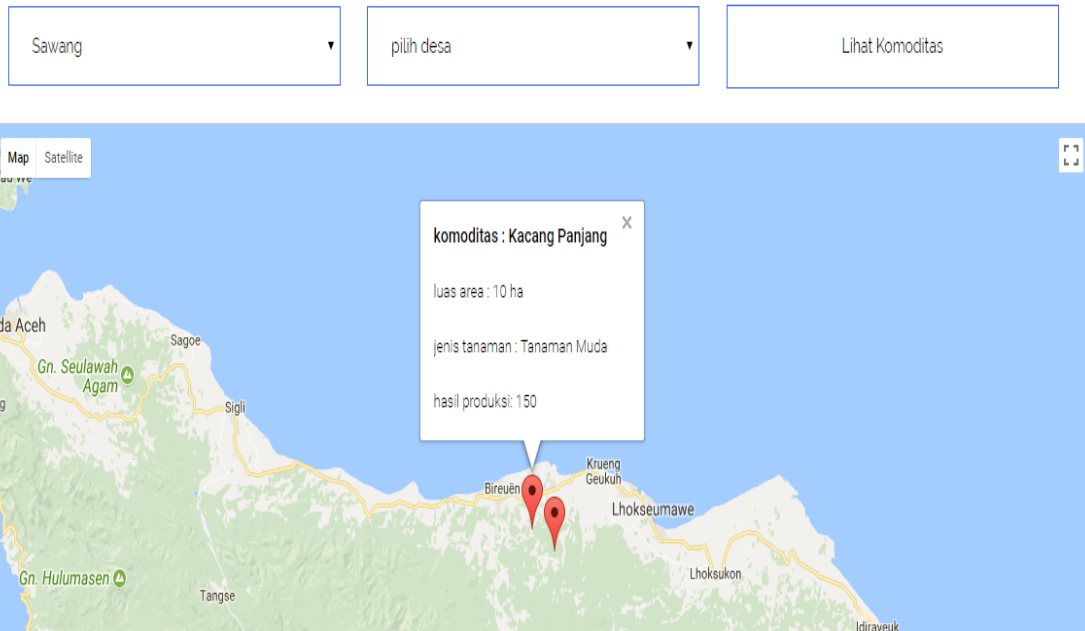 Sawang
pilih desa
Lihat Komoditas
Map
Satellite
komoditas : Kacang Panjang
luas area : 10 ha
jenis tanaman : Tanaman Muda
hasil produksi: 150
da Aceh
Sagoe
Gn. Seulawah
Agam
g
Sigli
Krueng
Geukuh
Bireuën
Lhokseumawe
Lhoksukon
Gn. Hulumasen
Tangse
Idirayeuk